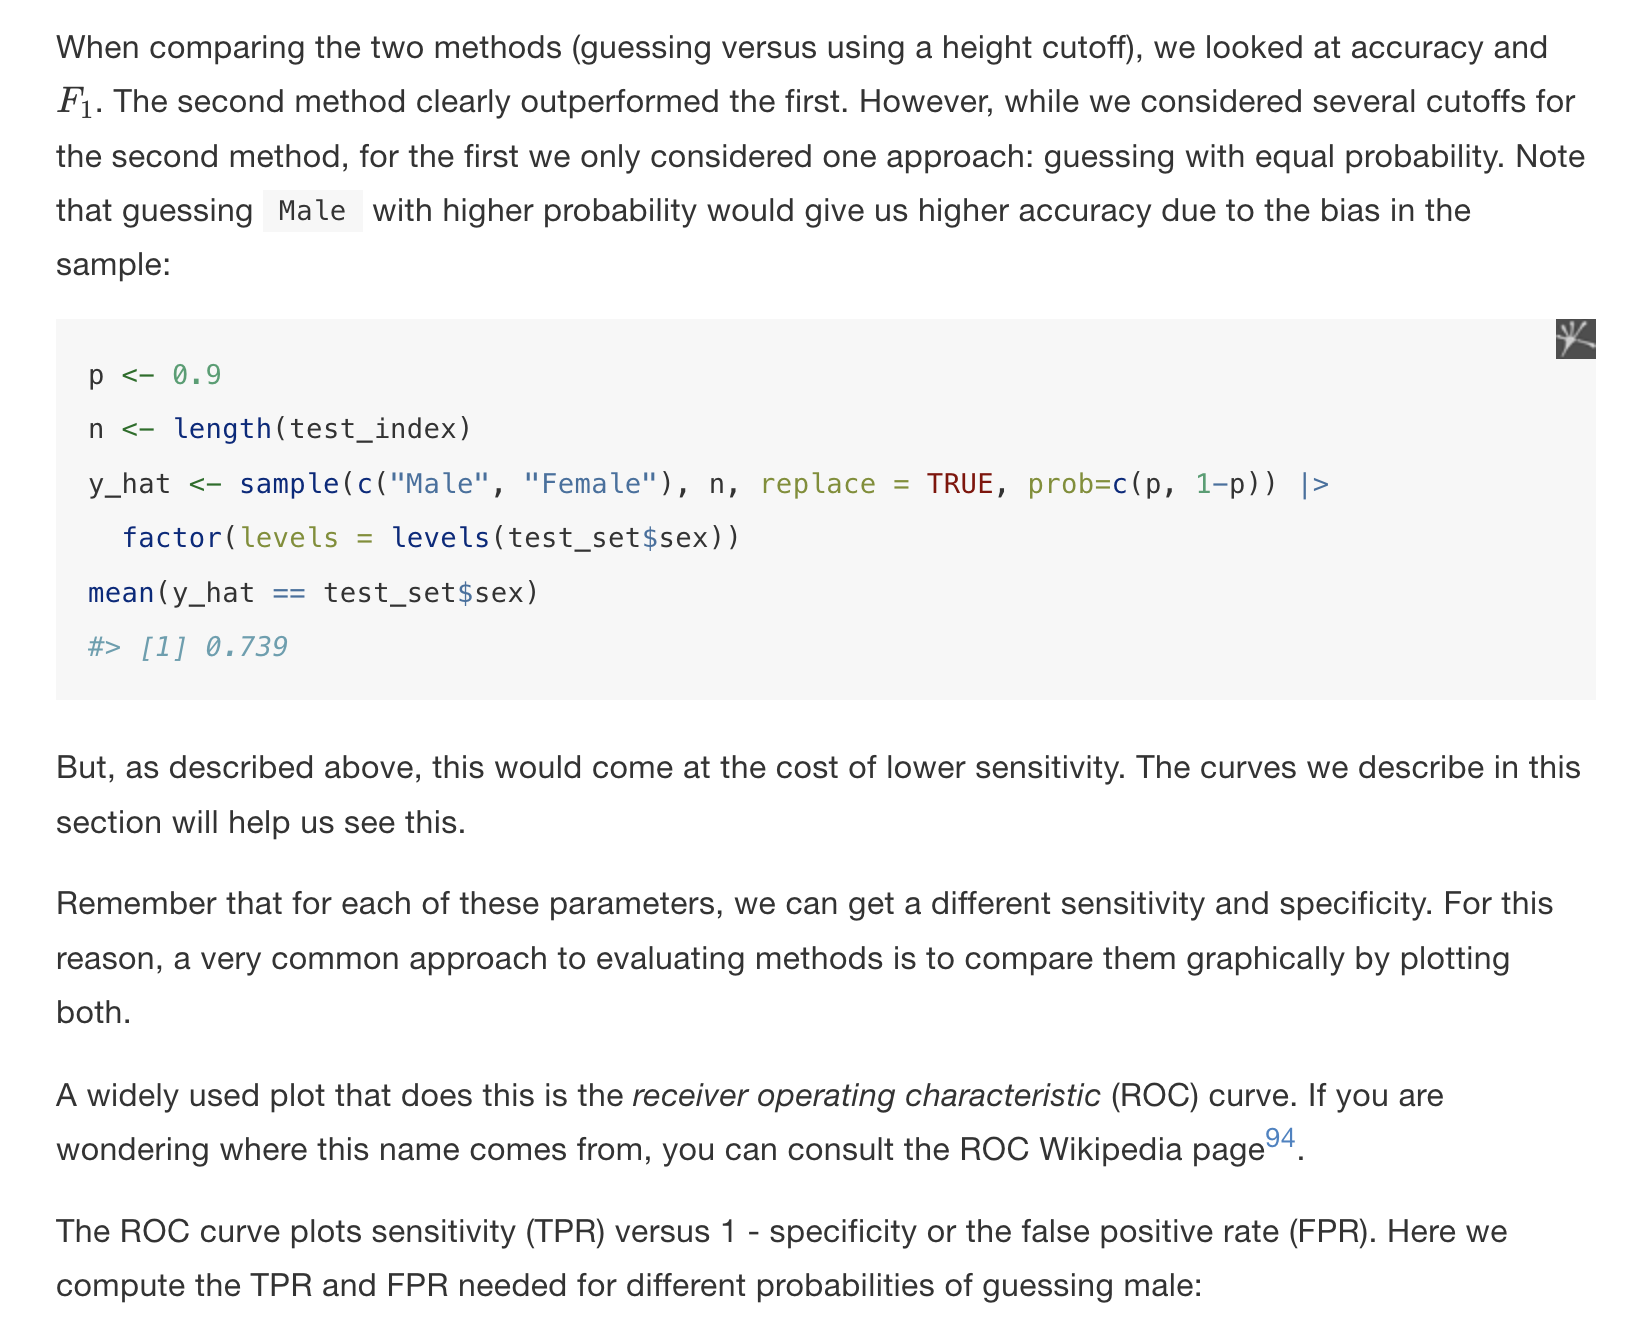 When comparing the two methods (guessing versus using a height cutoff), we looked at accuracy and
F1. The second method clearly outperformed the first. However, while we considered several cutoffs for
the second method, for the first we only considered one approach: guessing with equal probability. Note
that guessing Male with higher probability would give us higher accuracy due to the bias in the
sample:
p <- 0.9
n <- length(test_index)
y_hat <- sample(c("Male", "Female"), n, replace = TRUE, prob=c(p, 1-p)) |>
  factor(levels = levels(test_set$sex))
mean(y_hat == test_set$sex)
#> [1] 0.739
But, as described above, this would come at the cost of lower sensitivity. The curves we describe in this
section will help us see this.
Remember that for each of these parameters, we can get a different sensitivity and specificity. For this
reason, a very common approach to evaluating methods is to compare them graphically by plotting
both.
A widely used plot that does this is the receiver operating characteristic (ROC) curve. If you are
wondering where this name comes from, you can consult the ROC Wikipedia page94.
The ROC curve plots sensitivity (TPR) versus 1 - specificity or the false positive rate (FPR). Here we
compute the TPR and FPR needed for different probabilities of guessing male: